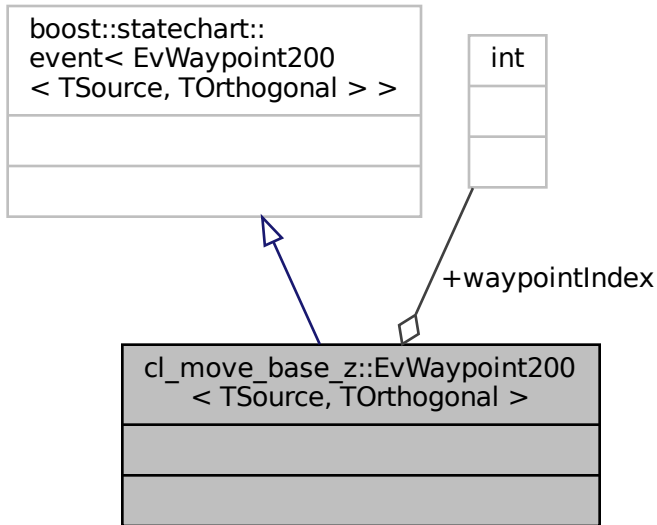 boost::statechart::
event< EvWaypoint200
< TSource, TOrthogonal > >
int
+waypointIndex
cl_move_base_z::EvWaypoint200
< TSource, TOrthogonal >